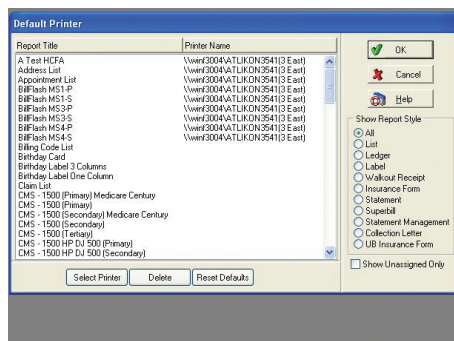 Default Printer
Report Title Printer Name
A Test HCFA \\winf3004\ATLIKON3541(3 East)
Address List \\winf3004\ATLIKON3541(3 East)
Appointment List \\winf3004\ATLIKON3541(3 East)
BillFlash MS1-P \\winf3004\ATLIKON3541(3 East)
BillFlash MS1-S \\winf3004\ATLIKON3541(3 East)
BillFlash MS3-P \\winf3004\ATLIKON3541(3 East)
BillFlash MS3-S \\winf3004\ATLIKON3541(3 East)
BillFlash MS4-P \\winf3004\ATLIKON3541(3 East)
BillFlash MS4-S \\winf3004\ATLIKON3541(3 East)
Billing Code List
Birthday Card
Birthday Label 3 Columns
Birthday Label One Column
Claim List
CMS - 1500 (Primary) Medicare Century
CMS - 1500 (Primary)
CMS - 1500 (Secondary) Medicare Century
CMS - 1500 (Secondary)
CMS - 1500 (Tertiary)
CMS - 1500 HP DJ 500 (Primary)
CMS - 1500 HP DJ 500 (Secondary)
Select Printer Delete Reset Defaults
OK
Cancel
Help
Show Report Style
All
List
Ledger
Label
Walkout Receipt
Insurance Form
Statement
Superbill
Statement Management
Collection Letter
UB Insurance Form
Show Unassigned Only